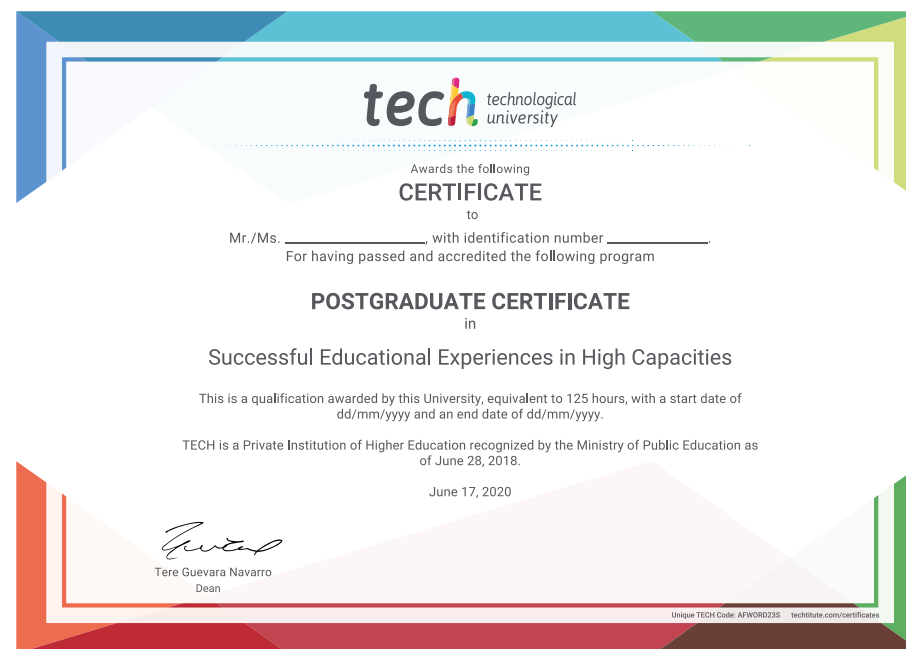 tech technological
university
Awards the following
CERTIFICATE
to
Mr./Ms. ____________________, with identification number ______________.
For having passed and accredited the following program
POSTGRADUATE CERTIFICATE
in
Successful Educational Experiences in High Capacities
This is a qualification awarded by this University, equivalent to 125 hours, with a start date of
dd/mm/yyyy and an end date of dd/mm/yyyy.
TECH is a Private Institution of Higher Education recognized by the Ministry of Public Education as
of June 28, 2018.
June 17, 2020
Tere Guevara Navarro
Dean
Unique TECH Code: AFWORD23S techtitute.com/certificates